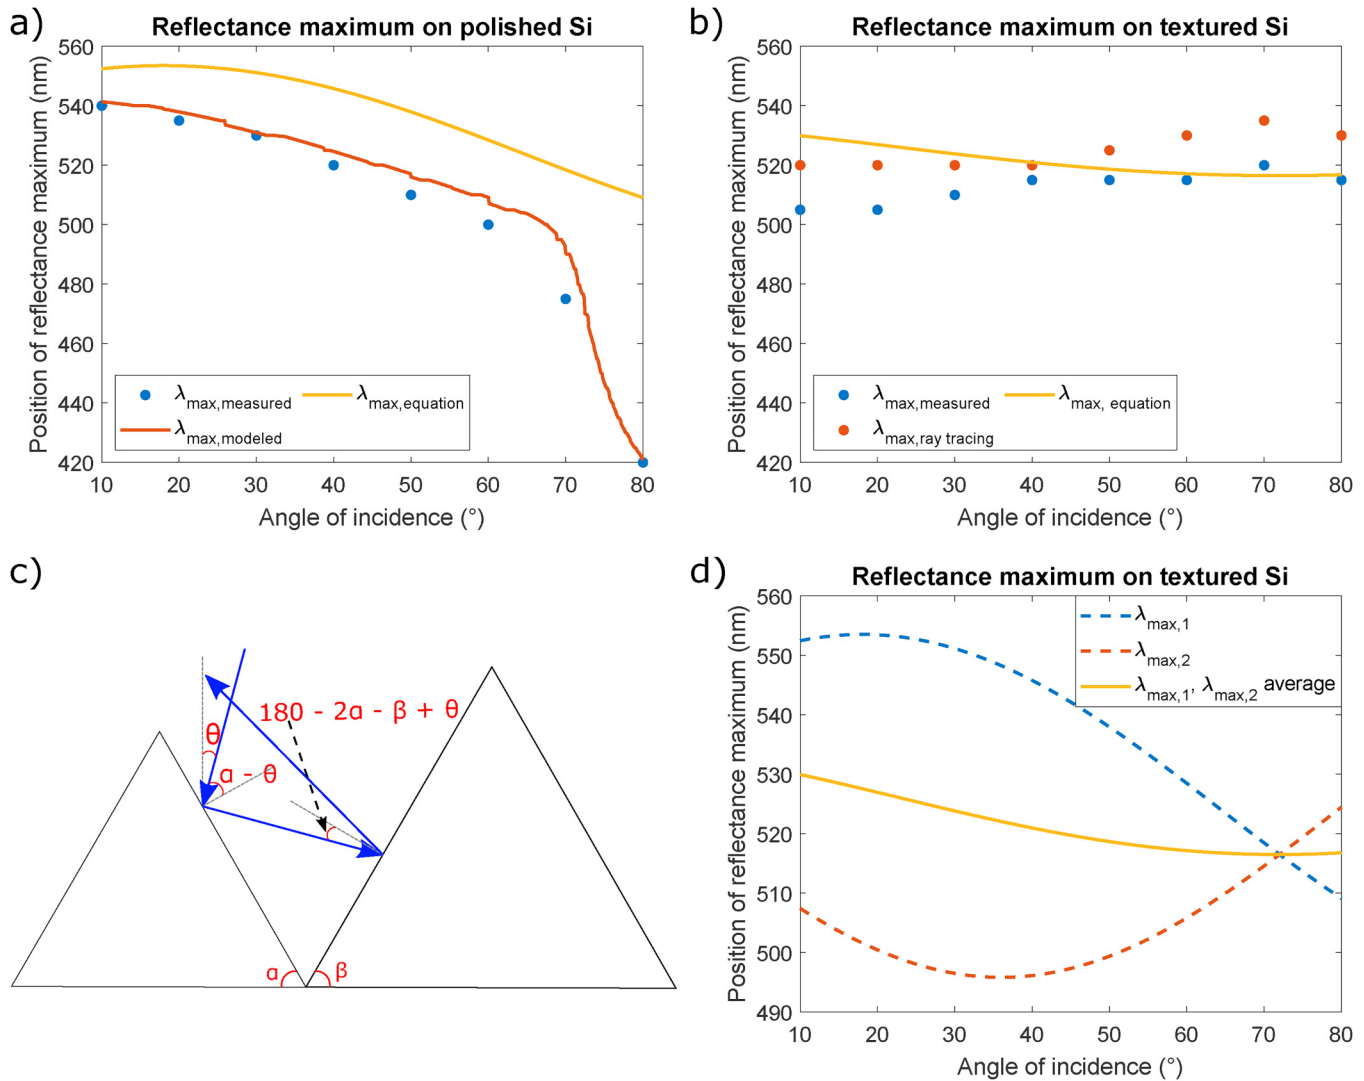 a)
Reflectance maximum on polished Si
Position of reflectance maximum (nm)
560
540
520
500
480
460
440
420
λmax,measured
λmax,equation
λmax,modeled
10 20 30 40 50 60 70 80
Angle of incidence (°)
b)
Reflectance maximum on textured Si
Position of reflectance maximum (nm)
560
540
520
500
480
460
440
420
λmax,measured
λmax, equation
λmax,ray tracing
10 20 30 40 50 60 70 80
Angle of incidence (°)
c)
180 - 2α - β + θ
θ
α - θ
α
β
d)
Reflectance maximum on textured Si
Position of reflectance maximum (nm)
560
550
540
530
520
510
500
490
λmax,1
λmax,2
λmax,1, λmax,2 average
10 20 30 40 50 60 70 80
Angle of incidence (°)